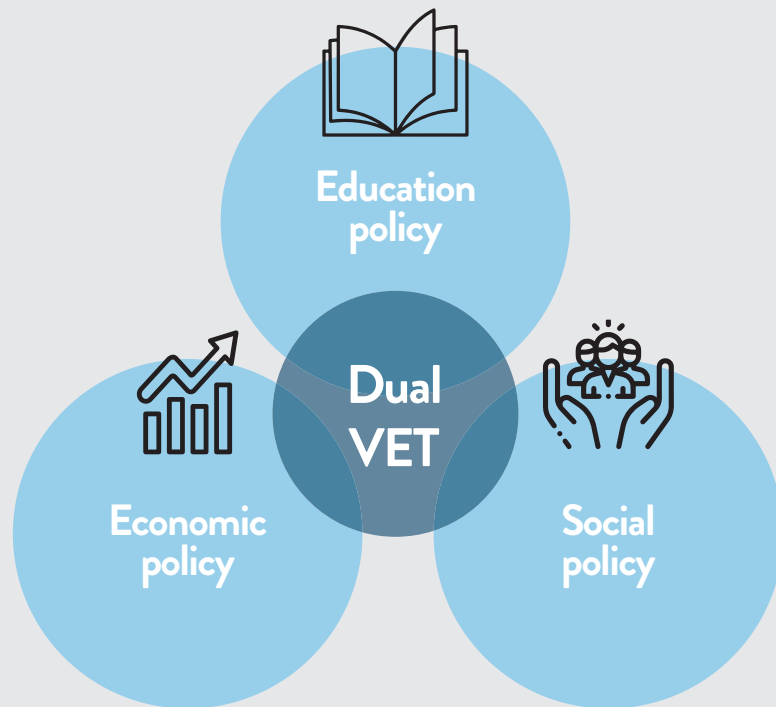 Education
policy
Dual
VET
Economic
policy
Social
policy